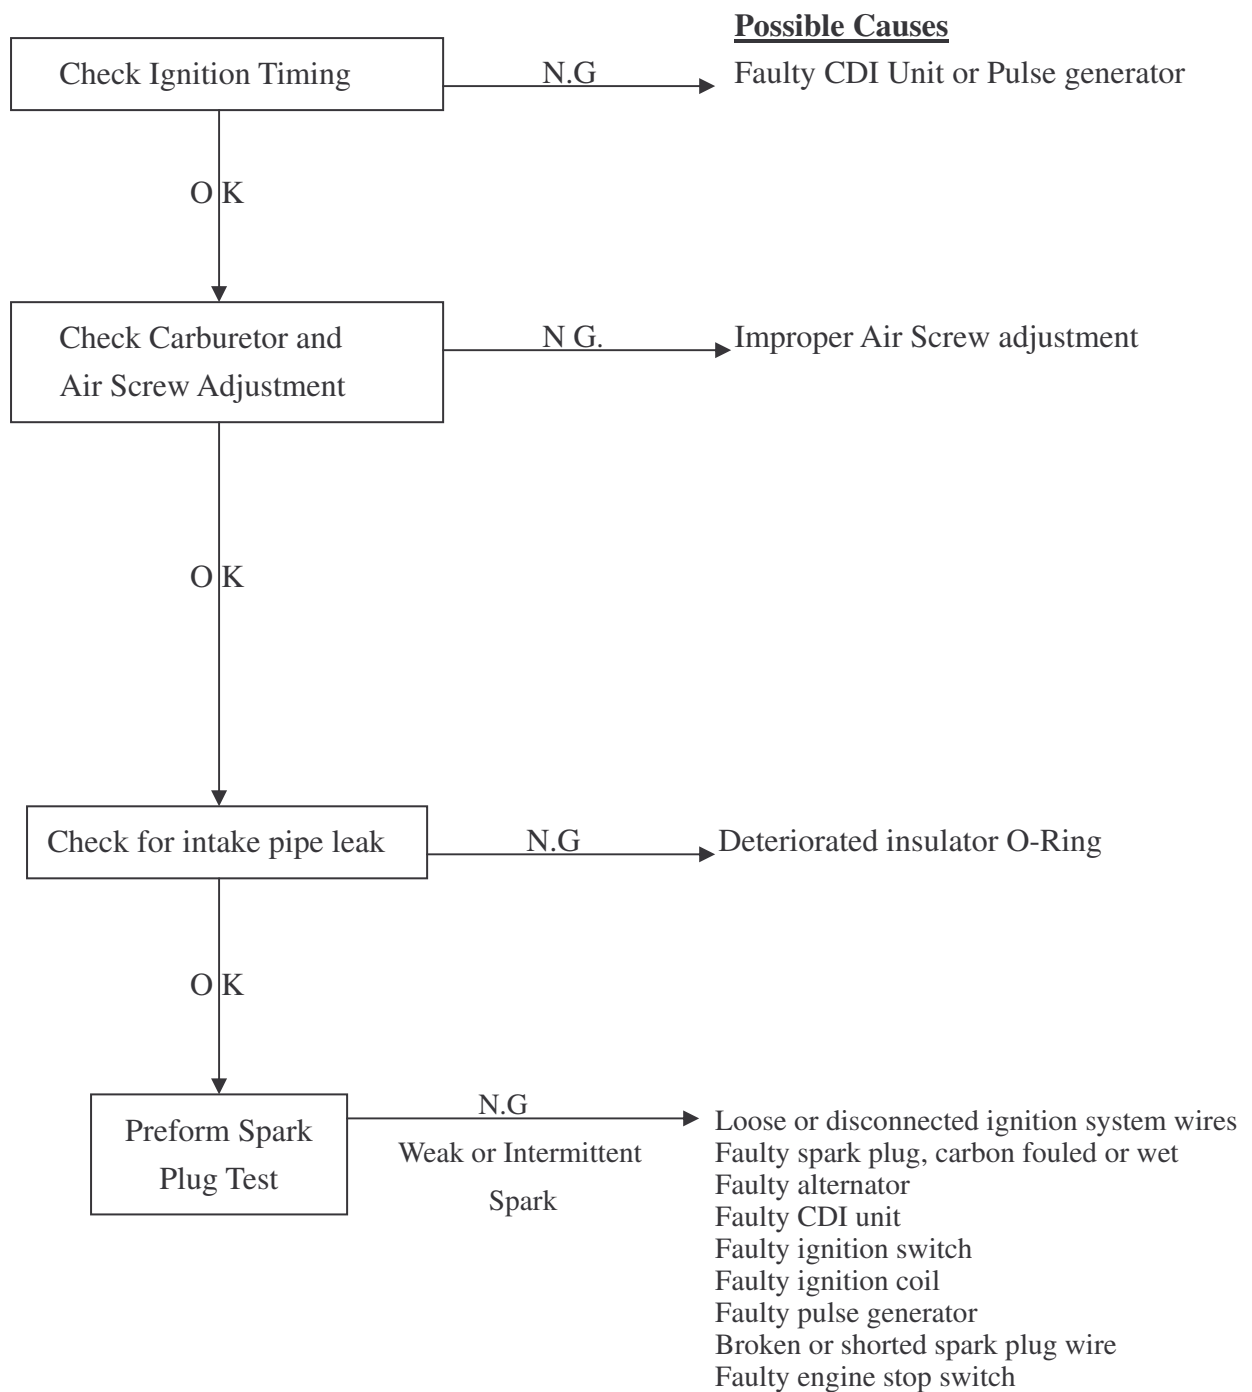 Possible Causes
Check Ignition Timing
N.G
Faulty CDI Unit or Pulse generator
O K
Check Carburetor and
Air Screw Adjustment
N G.
Improper Air Screw adjustment
O K
Check for intake pipe leak
N.G
Deteriorated insulator O-Ring
O K
Preform Spark
Plug Test
N.G
Weak or Intermittent
Spark
Loose or disconnected ignition system wires
Faulty spark plug, carbon fouled or wet
Faulty alternator
Faulty CDI unit
Faulty ignition switch
Faulty ignition coil
Faulty pulse generator
Broken or shorted spark plug wire
Faulty engine stop switch